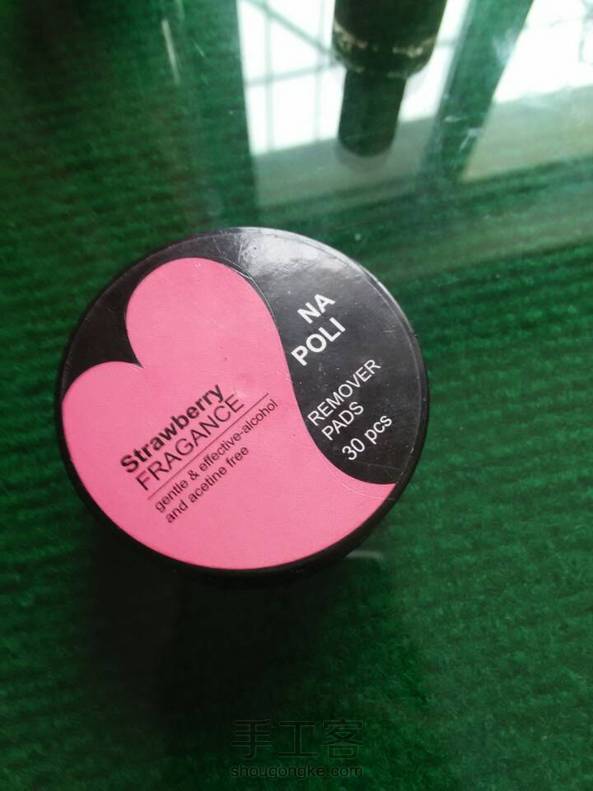 NA
POLI
REMOVER
PADS
30 pcs
Strawberry
FRAGANCE
gentle & effective-alcohol
and acetine free
手工客
shougongke.com